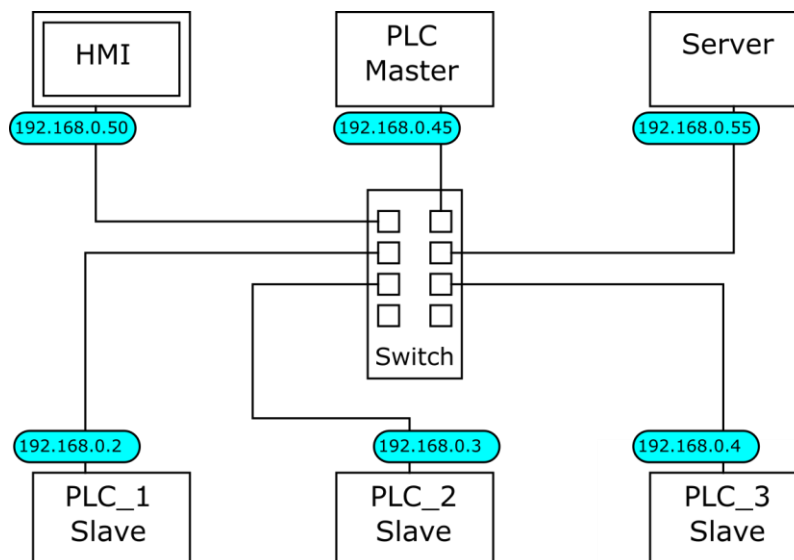 HMI
PLC
Master
Server
192.168.0.50
192.168.0.45
192.168.0.55
Switch
192.168.0.2
192.168.0.3
192.168.0.4
PLC_1
Slave
PLC_2
Slave
PLC_3
Slave